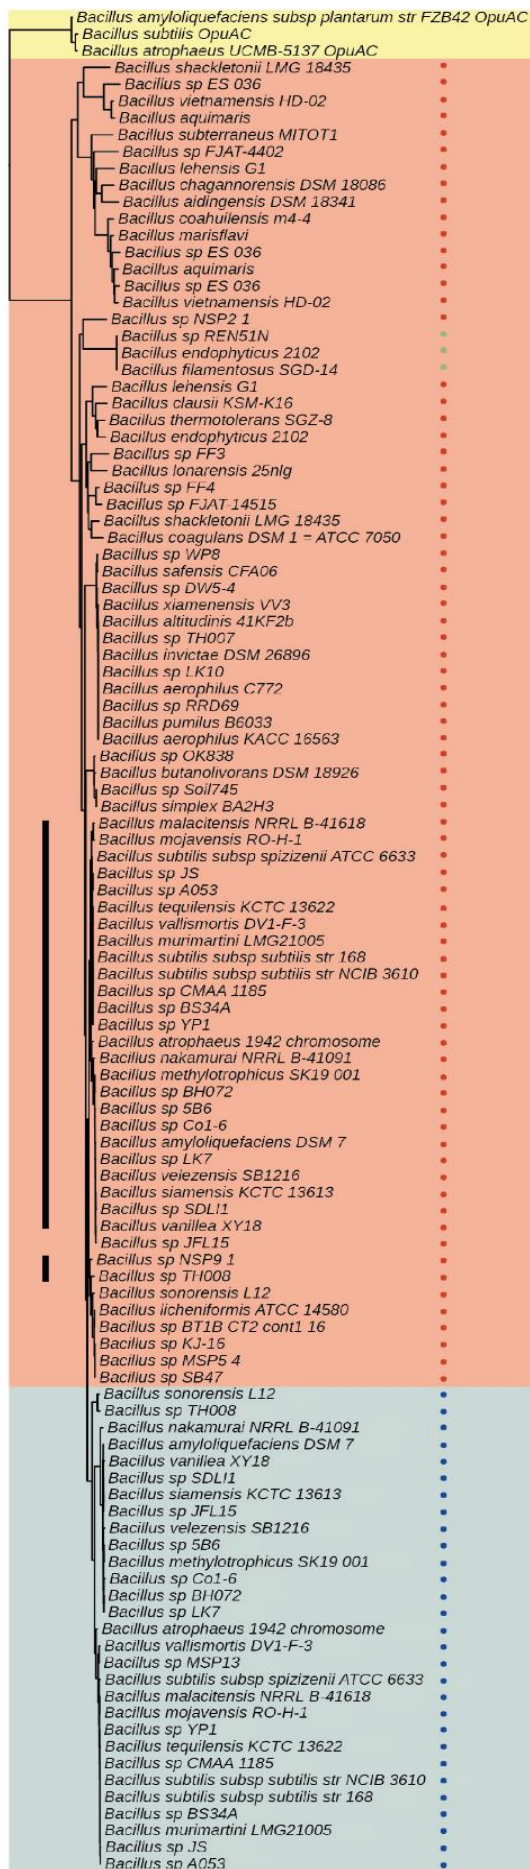 Bacillus amyloliquefaciens subsp plantarum str FZB42 OpuAC
Bacillus subtilis OpuAC
Bacillus atrophaeus UCMB-5137 OpuAC
Bacillus shackletonii LMG 18435
Bacillus sp ES 036
Bacillus vietnamensis HD-02
Bacillus aquimaris
Bacillus subterraneus MITOT1
Bacillus sp FJAT-4402
Bacillus lehensis G1
Bacillus chagannorensis DSM 18086
Bacillus aidingensis DSM 18341
Bacillus coahuilensis m4-4
Bacillus marisflavi
Bacillus sp ES 036
Bacillus aquimaris
Bacillus sp ES 036
Bacillus vietnamensis HD-02
Bacillus sp NSP2 1
Bacillus sp REN51N
Bacillus endophyticus 2102
Bacillus filamentosus SGD-14
Bacillus lehensis G1
Bacillus clausii KSM-K16
Bacillus thermotolerans SGZ-8
Bacillus endophyticus 2102
Bacillus sp FF3
Bacillus lonarensis 25nlg
Bacillus sp FF4
Bacillus sp FJAT-14515
Bacillus shackletonii LMG 18435
Bacillus coagulans DSM 1 = ATCC 7050
Bacillus sp WP8
Bacillus safensis CFA06
Bacillus sp DW5-4
Bacillus xiamenensis VV3
Bacillus altitudinis 41KF2b
Bacillus sp TH007
Bacillus invictae DSM 26896
Bacillus sp LK10
Bacillus aerophilus C772
Bacillus sp RRD69
Bacillus pumilus B6033
Bacillus aerophilus KACC 16563
Bacillus sp OK838
Bacillus butanolivorans DSM 18926
Bacillus sp Soil745
Bacillus simplex BA2H3
Bacillus malacitensis NRRL B-41618
Bacillus mojavensis RO-H-1
Bacillus subtilis subsp spizizenii ATCC 6633
Bacillus sp JS
Bacillus sp A053
Bacillus tequilensis KCTC 13622
Bacillus vallismortis DV1-F-3
Bacillus murimartini LMG21005
Bacillus subtilis subsp subtilis str 168
Bacillus subtilis subsp subtilis str NCIB 3610
Bacillus sp CMAA 1185
Bacillus sp BS34A
Bacillus sp YP1
Bacillus atrophaeus 1942 chromosome
Bacillus nakamurai NRRL B-41091
Bacillus methylotrophicus SK19 001
Bacillus sp BH072
Bacillus sp 5B6
Bacillus sp Co1-6
Bacillus amyloliquefaciens DSM 7
Bacillus sp LK7
Bacillus velezensis SB1216
Bacillus siamensis KCTC 13613
Bacillus sp SDLI1
Bacillus vanillea XY18
Bacillus sp JFL15
Bacillus sp NSP9 1
Bacillus sp TH008
Bacillus sonorensis L12
Bacillus licheniformis ATCC 14580
Bacillus sp BT1B CT2 cont1 16
Bacillus sp KJ-16
Bacillus sp MSP5 4
Bacillus sp SB47
Bacillus sonorensis L12
Bacillus sp TH008
Bacillus nakamurai NRRL B-41091
Bacillus amyloliquefaciens DSM 7
Bacillus vanillea XY18
Bacillus sp SDLI1
Bacillus siamensis KCTC 13613
Bacillus sp JFL15
Bacillus velezensis SB1216
Bacillus sp 5B6
Bacillus methylotrophicus SK19 001
Bacillus sp Co1-6
Bacillus sp BH072
Bacillus sp LK7
Bacillus atrophaeus 1942 chromosome
Bacillus vallismortis DV1-F-3
Bacillus sp MSP13
Bacillus subtilis subsp spizizenii ATCC 6633
Bacillus malacitensis NRRL B-41618
Bacillus mojavensis RO-H-1
Bacillus sp YP1
Bacillus tequilensis KCTC 13622
Bacillus sp CMAA 1185
Bacillus subtilis subsp subtilis str NCIB 3610
Bacillus subtilis subsp subtilis str 168
Bacillus sp BS34A
Bacillus murimartini LMG21005
Bacillus sp JS
Bacillus sp A053